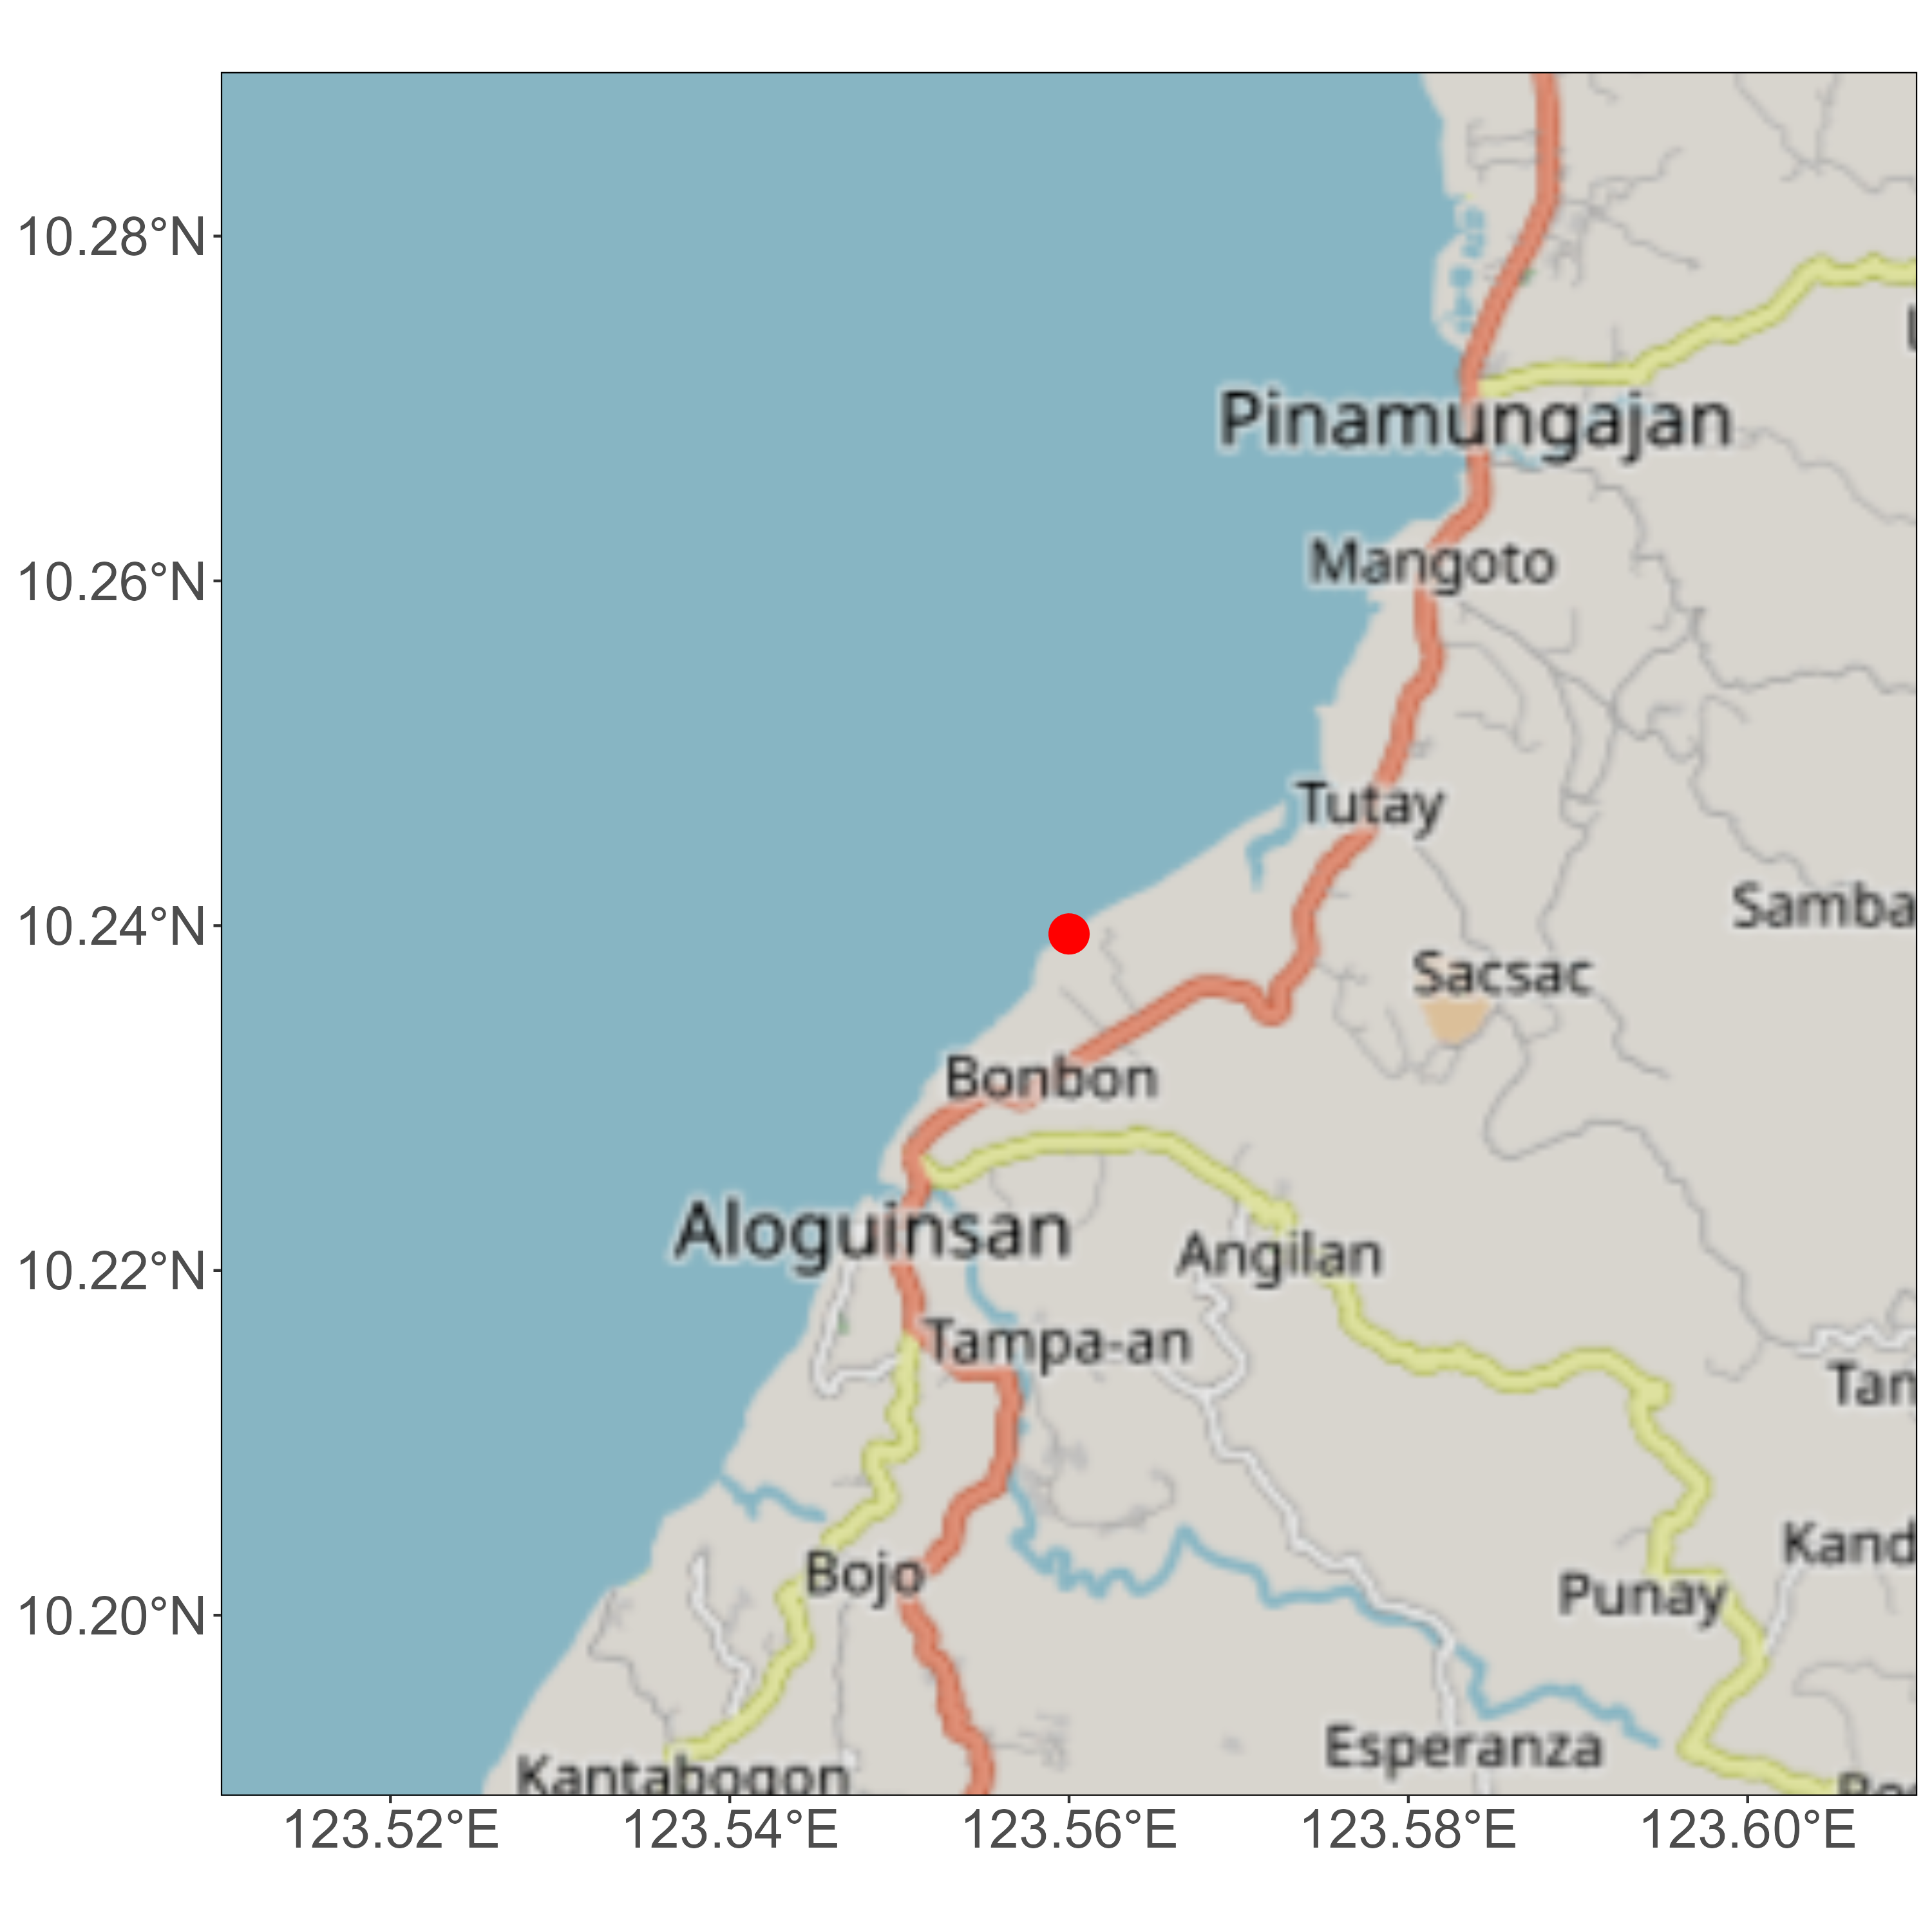 10.28°N
Pinamungajan
Mangoto
10.26°N
Tutay
Samba
10.24°N
Sacsac
Bonbon
Aloguinsan
Angilan
10.22°N
Tampa-an
Tan
Kand
Bojo
Punay
10.20°N
Esperanza
Kantabogon
123.52°E 123.54°E 123.56°E 123.58°E 123.60°E